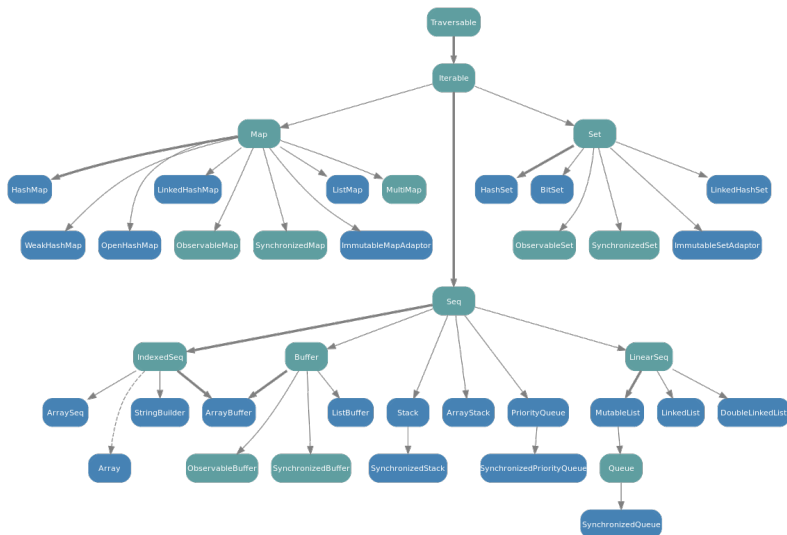 Traversable
Iterable
Map
Set
HashMap
LinkedHashMap
ListMap
MultiMap
HashSet
BitSet
LinkedHashSet
WeakHashMap
OpenHashMap
ObservableMap
SynchronizedMap
ImmutableMapAdaptor
ObservableSet
SynchronizedSet
ImmutableSetAdaptor
Seq
IndexedSeq
Buffer
LinearSeq
ArraySeq
StringBuilder
ArrayBuffer
ListBuffer
Stack
ArrayStack
PriorityQueue
MutableList
LinkedList
DoubleLinkedList
Array
ObservableBuffer
SynchronizedBuffer
SynchronizedStack
SynchronizedPriorityQueue
Queue
SynchronizedQueue